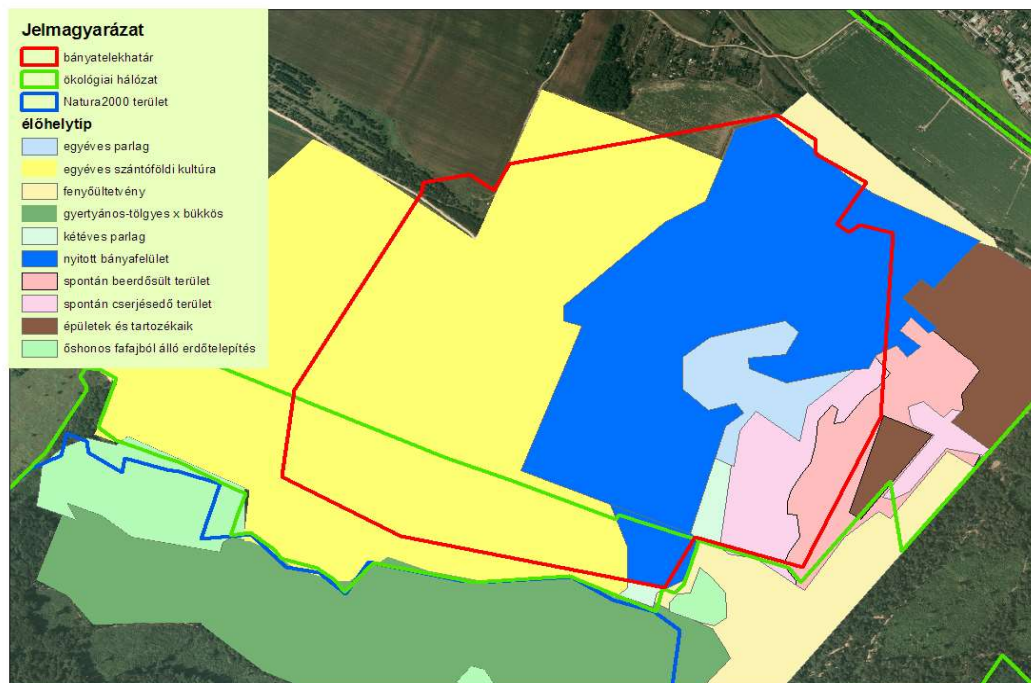 Jelmagyarázat
bányatelekhatár
ökológiai hálózat
Natura2000 terület
élőhelytip
egyéves parlag
egyéves szántóföldi kultúra
fenyőültetvény
gyertyános-tölgyes x bükkös
kétéves parlag
nyitott bányafelület
spontán beerdősült terület
spontán cserjésedő terület
épületek és tartozékaik
őshonos fafajból álló erdőtelepítés